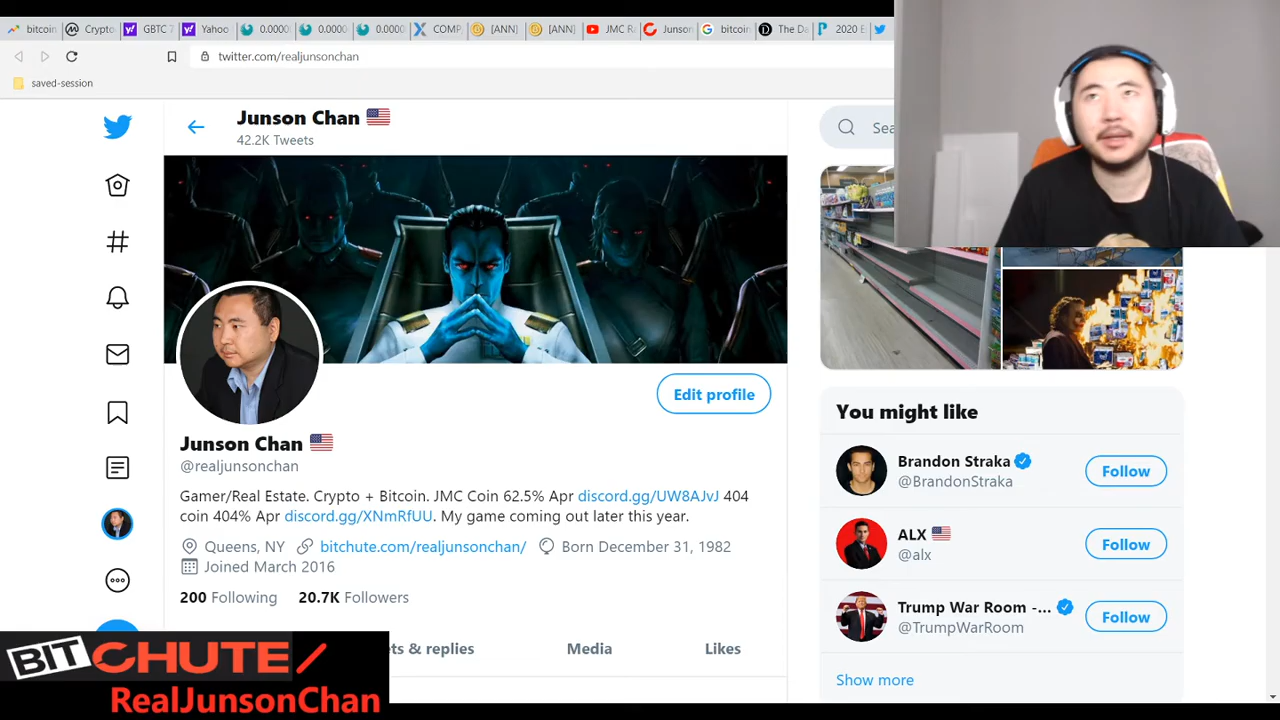 bitcoin
Crypto
GBTC 7
Yahoo
0.0000
0.0000
0.0000
COMP
[ANN]
[ANN]
JMC R
Junson
bitcoin
The Da
2020 E
twitter.com/realjunsonchan
saved-session
Junson Chan
42.2K Tweets
Sea
Edit profile
Junson Chan
@realjunsonchan
Gamer/Real Estate. Crypto + Bitcoin. JMC Coin 62.5% Apr discord.gg/UW8AJvJ 404
coin 404% Apr discord.gg/XNmRfUU. My game coming out later this year.
Queens, NY bitchute.com/realjunsonchan/ Born December 31, 1982
Joined March 2016
200 Following 20.7K Followers
ets & replies Media Likes
You might like
Brandon Straka
@BrandonStraka
Follow
ALX
@alx
Follow
Trump War Room -...
@TrumpWarRoom
Follow
Show more
BITCHUTE/
RealJunsonChan